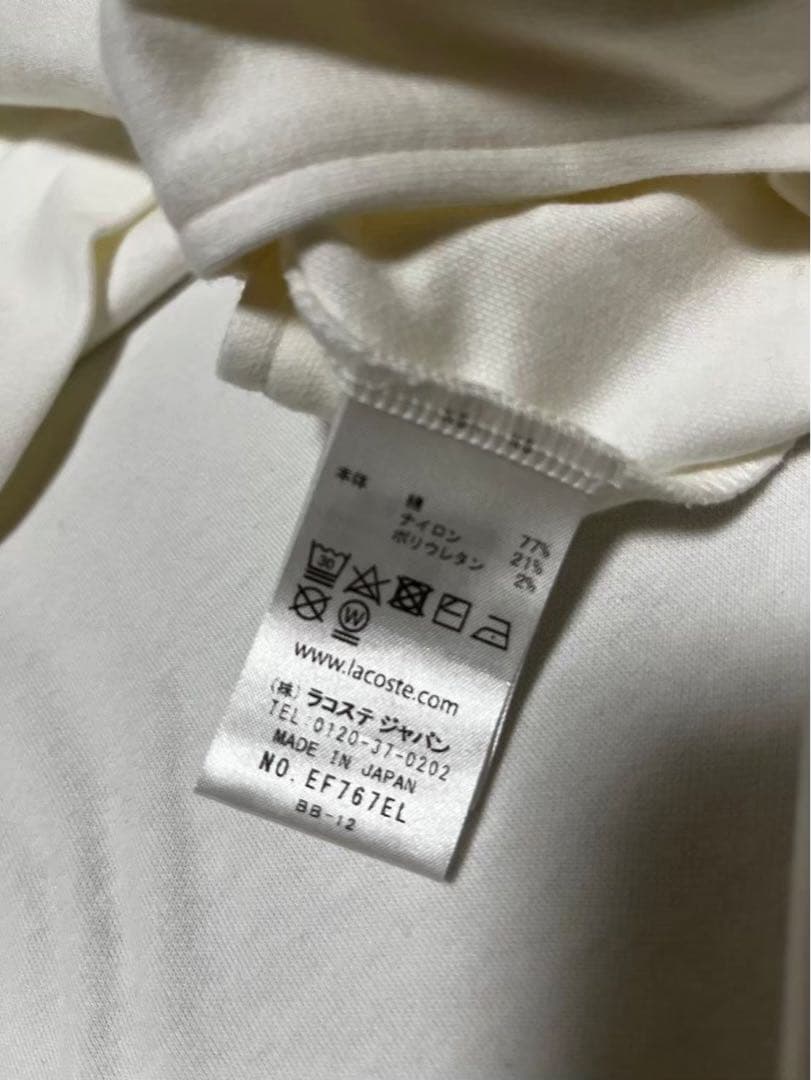 本体 綿 77%
ナイロン 21%
ポリウレタン 2%
30
W
www.lacoste.com
(株) ラコステ ジャパン
TEL:0120-37-0202
MADE IN JAPAN
NO. EF767EL
BB-12